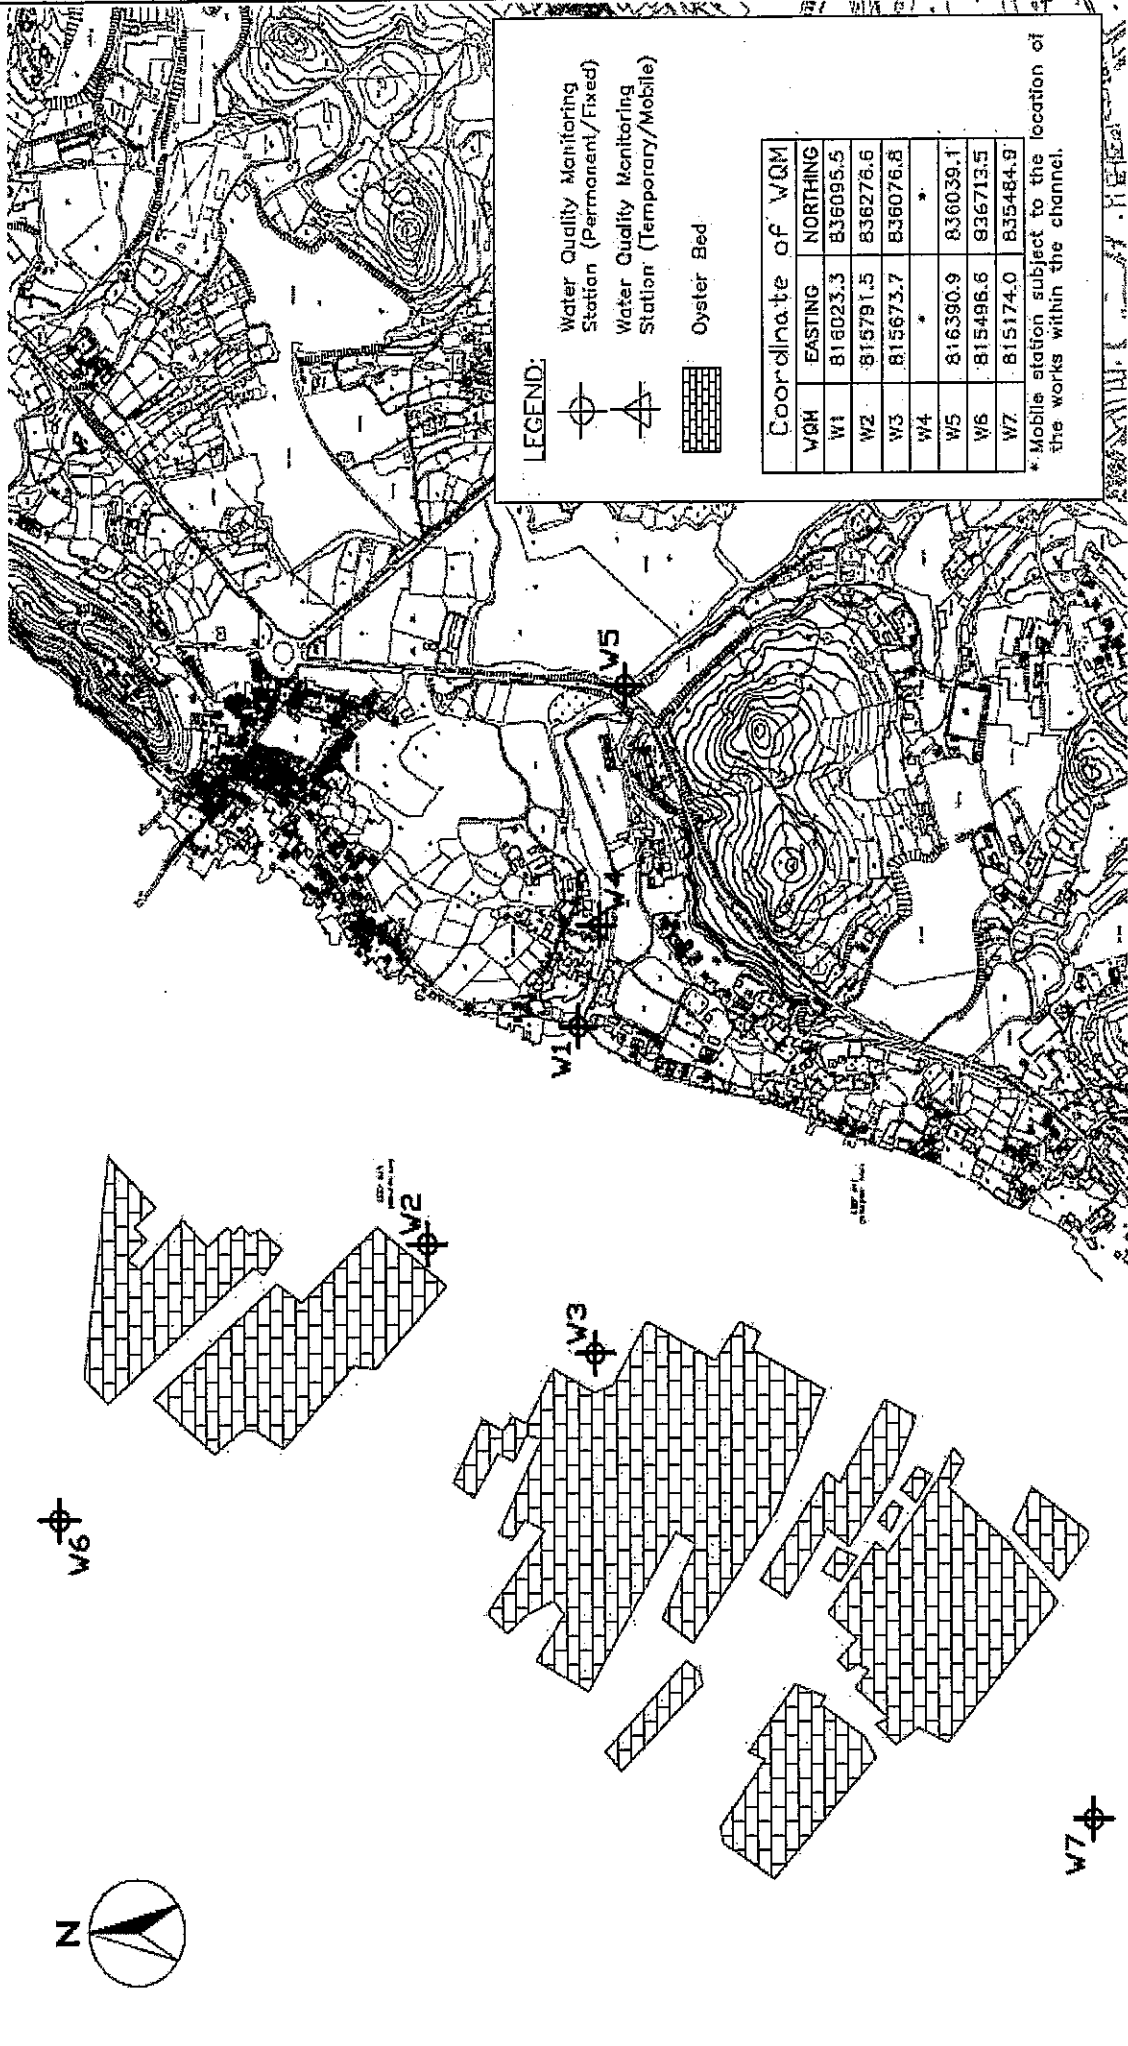 N
W6
W2
W3
W1
W4
W5
W7
LEGEND:
Water Quality Monitoring
Station (Permanent/Fixed)
Water Quality Monitoring
Station (Temporary/Mobile)
Oyster Bed
Coordinate of WQM
WQM EASTING NORTHING
W1 816023.3 836095.5
W2 815791.5 836276.6
W3 815673.7 836076.8
W4 * *
W5 816390.9 836039.1
W6 815496.6 836713.5
W7 815174.0 835484.9
* Mobile station subject to the location of
the works within the channel.